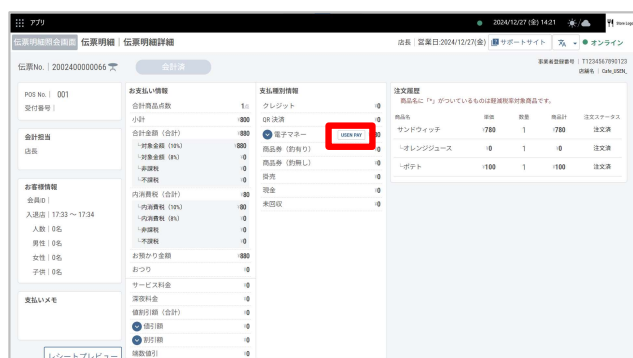 アプリ
2024/12/27 (金) 14:21
伝票明細照会画面 伝票明細 | 伝票明細詳細
店長 | 営業日:2024/12/27(金) サポートサイト オンライン
伝票No. | 2002400000066
会計済
事業者登録番号 | T1234567890123
店舗名 | Cafe_USEN_
POS No. | 001
受付番号 |
会計担当
店長
お客様情報
会員ID |
入退店 | 17:33 ～ 17:34
人数 | 0名
男性 | 0名
女性 | 0名
子供 | 0名
支払いメモ
レシートプレビュー
お支払い情報
合計商品点数 1点
小計 ¥800
合計金額 (合計) ¥880
└対象金額 (10%) ¥880
└対象金額 (8%) ¥0
└非課税 ¥0
└不課税 ¥0
内消費税 (合計) ¥80
└内消費税 (10%) ¥80
└内消費税 (8%) ¥0
└非課税 ¥0
└不課税 ¥0
お預かり金額 ¥880
おつり ¥0
サービス料金 ¥0
深夜料金 ¥0
値割引額 (合計) ¥0
値引額 ¥0
割引額 ¥0
端数値引 ¥0
支払種別情報
クレジット ¥0
QR 決済 ¥0
電子マネー USEN PAY 80
商品券 (釣有り) ¥0
商品券 (釣無し) ¥0
掛売 ¥0
現金 ¥0
未回収 ¥0
注文履歴
商品名に「*」がついているものは軽減税率対象商品です。
商品名 単価 数量 商品計 注文ステータス
サンドウィッチ ¥780 1 ¥780 注文済
└オレンジジュース ¥0 1 ¥0 注文済
└ポテト ¥100 1 ¥100 注文済